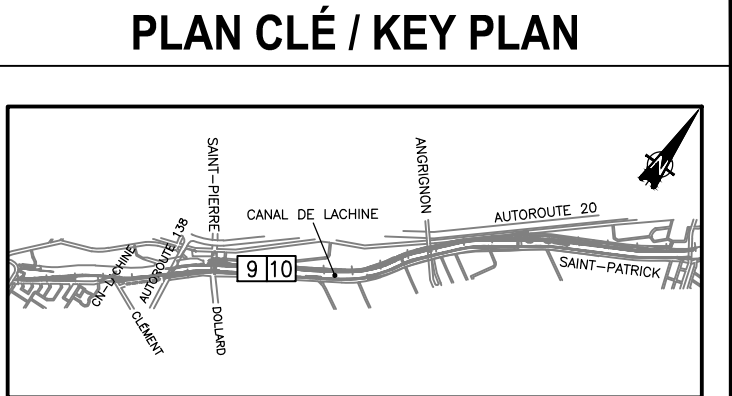 PLAN CLÉ / KEY PLAN
SAINT-PIERRE
ANGRIGNON
N
CANAL DE LACHINE
AUTOROUTE 20
AUTOROUTE 138
CN-LACHINE
9 10
SAINT-PATRICK
CLÉMENT
DOLLARD